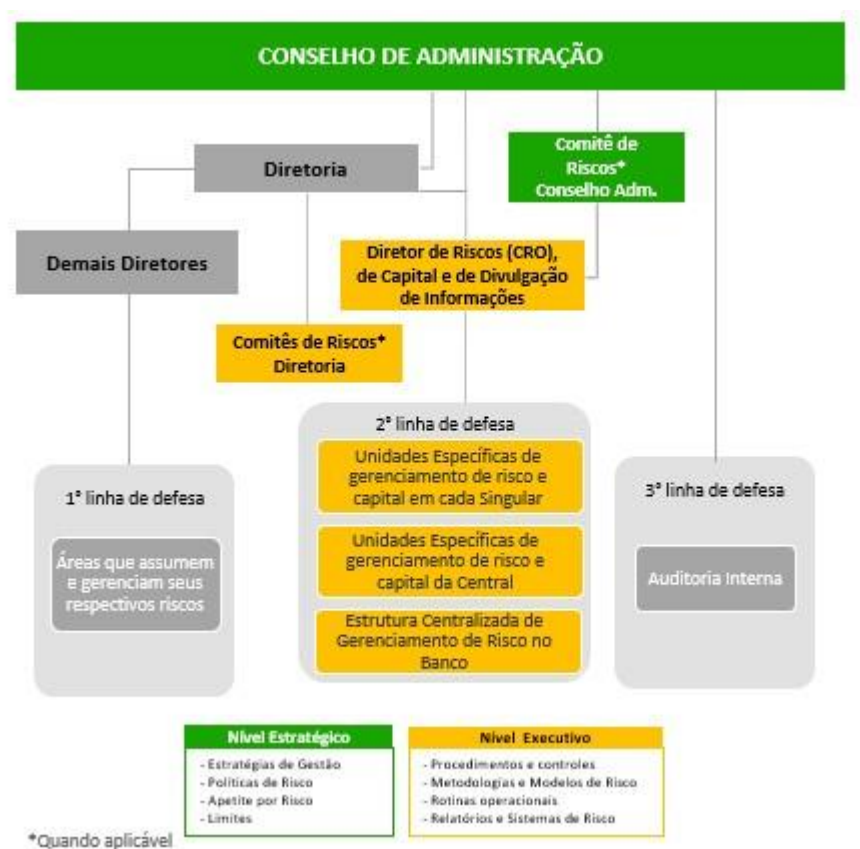 CONSELHO DE ADMINISTRAÇÃO
Comitê de
Riscos*
Conselho Adm.
Diretoria
Demais Diretores
Diretor de Riscos (CRO),
de Capital e de Divulgação
de Informações
Comitês de Riscos*
Diretoria
1ª linha de defesa
Áreas que assumem
e gerenciam seus
respectivos riscos
2ª linha de defesa
Unidades Específicas de
gerenciamento de risco e
capital em cada Singular
Unidades Específicas de
gerenciamento de risco e
capital da Central
Estrutura Centralizada de
Gerenciamento de Risco no
Banco
3ª linha de defesa
Auditoria Interna
Nível Estratégico
- Estratégias de Gestão
- Políticas de Risco
- Apetite por Risco
- Limites
Nível Executivo
- Procedimentos e controles
- Metodologias e Modelos de Risco
- Rotinas operacionais
- Relatórios e Sistemas de Risco
*Quando aplicável